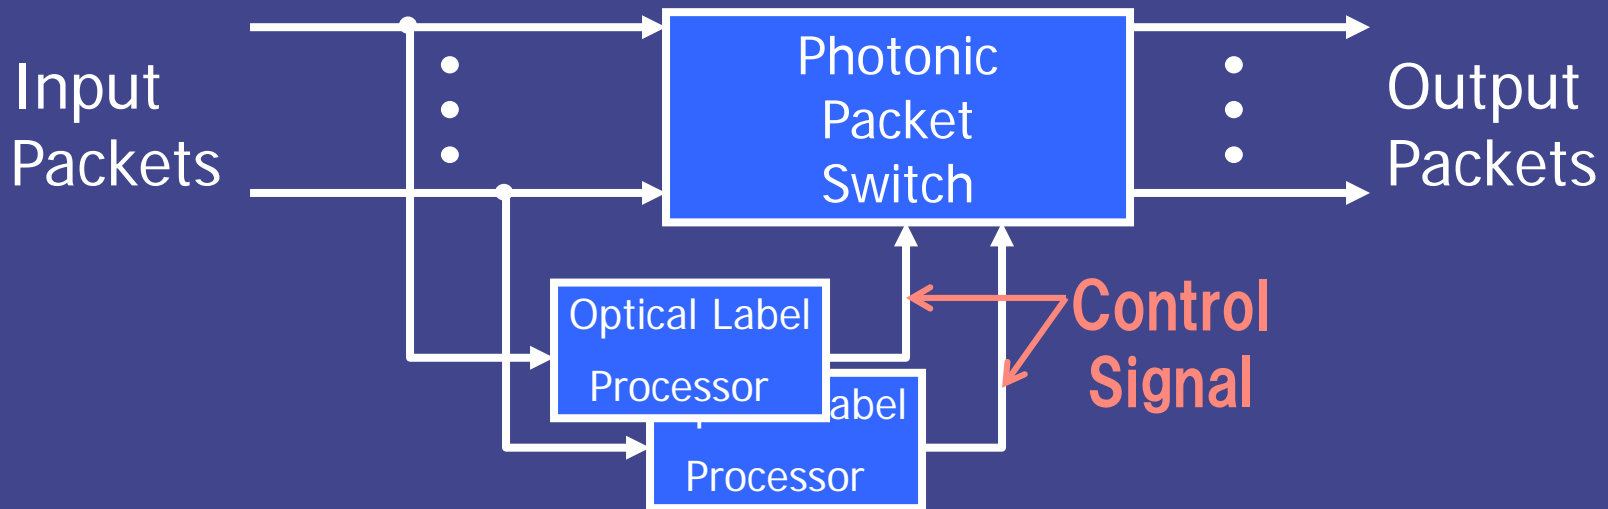 Input
Packets
Photonic
Packet
Switch
Output
Packets
Optical Label
Processor
Control
Signal
abel
Processor